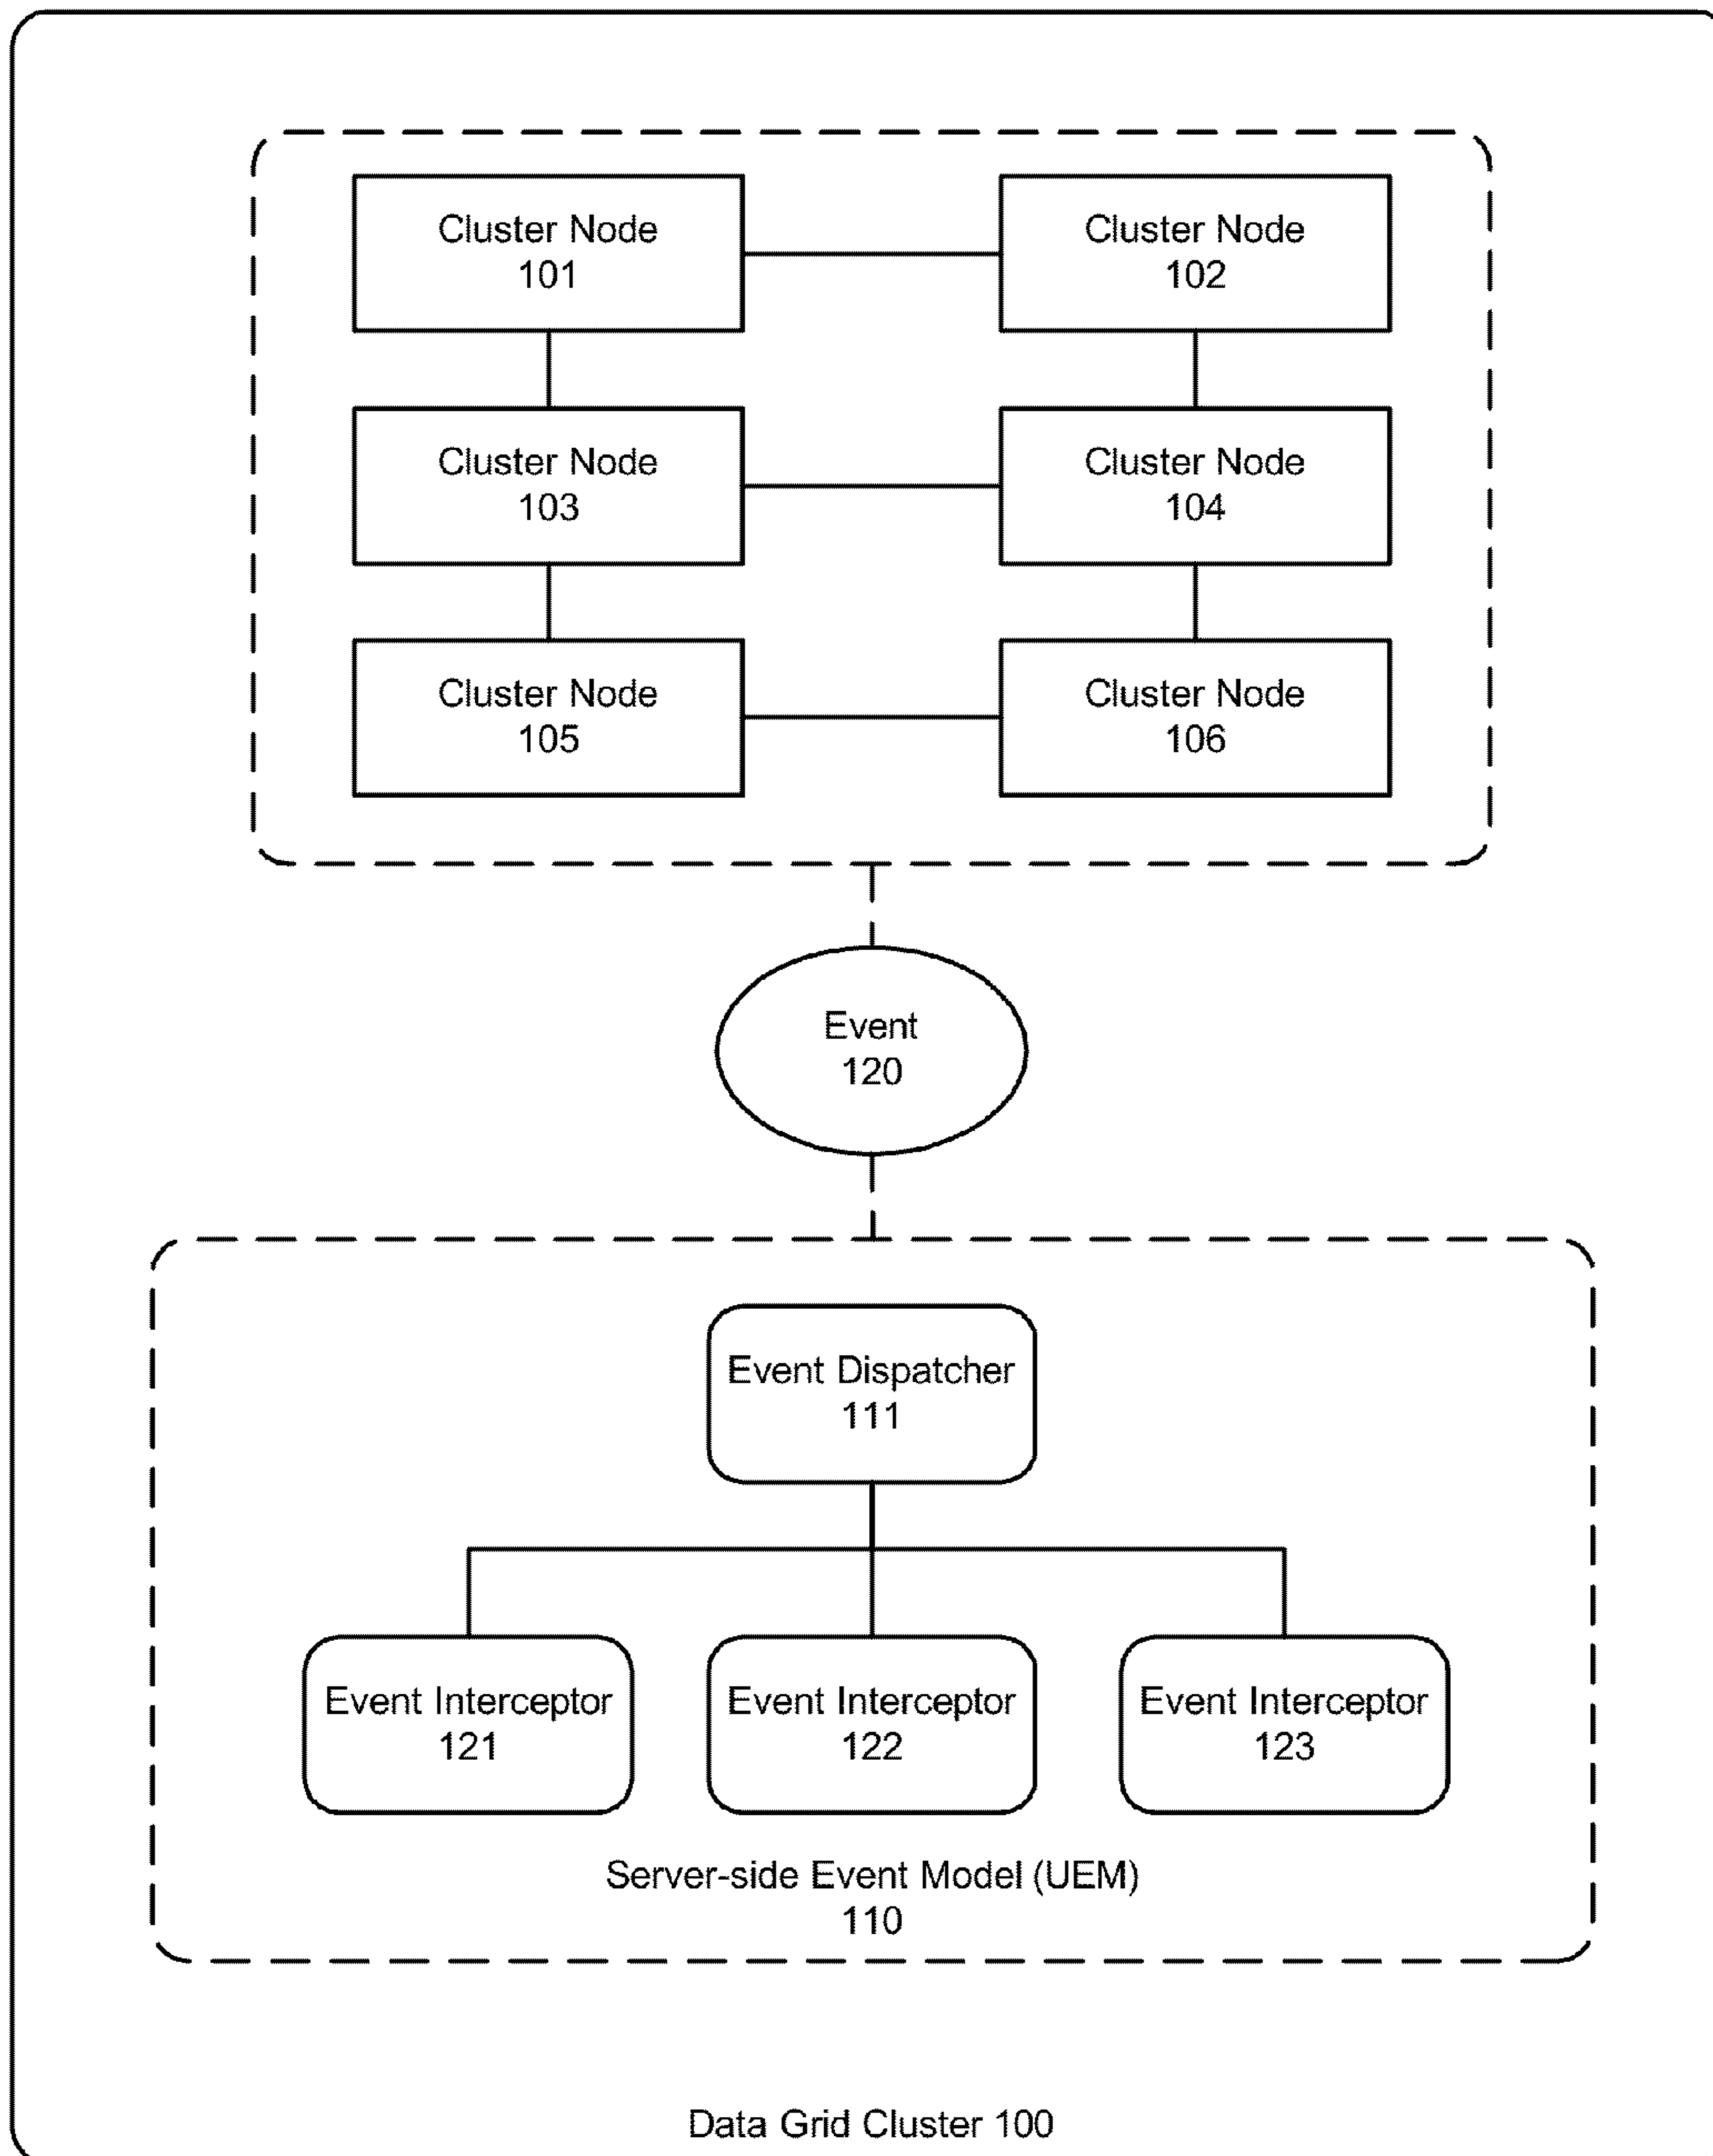 Cluster Node
101
Cluster Node
102
Cluster Node
103
Cluster Node
104
Cluster Node
105
Cluster Node
106
Event
120
Event Dispatcher
111
Event Interceptor
121
Event Interceptor
122
Event Interceptor
123
Server-side Event Model (UEM)
110
Data Grid Cluster 100